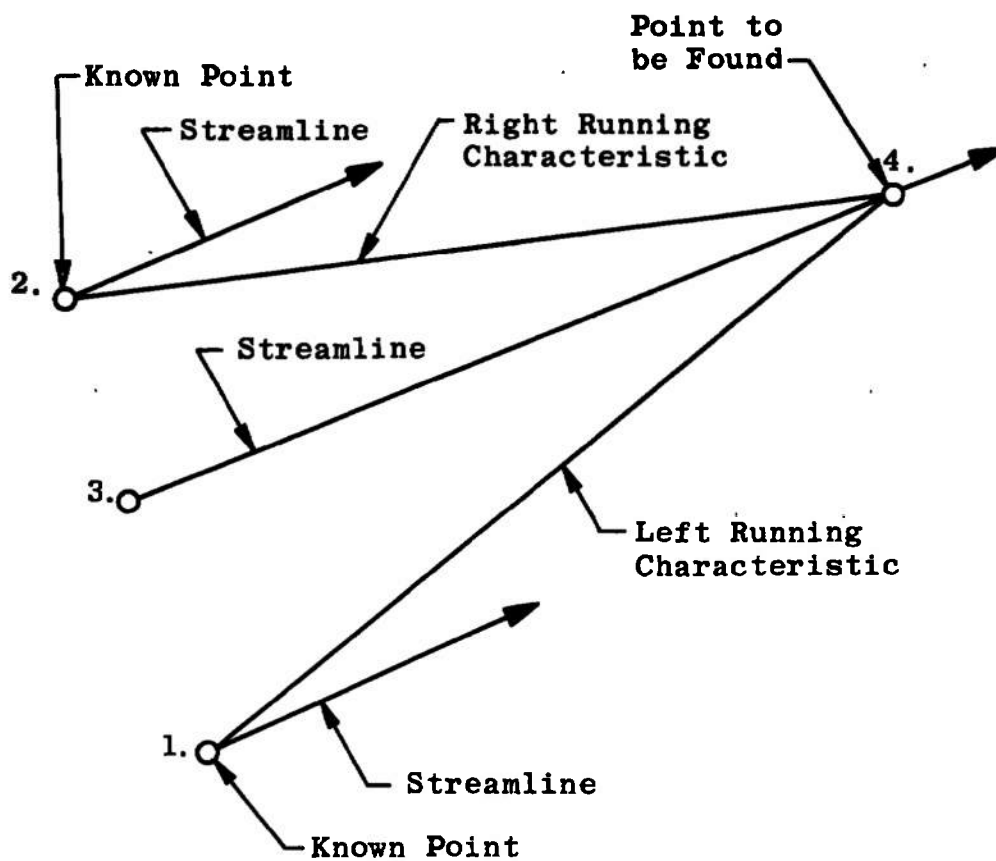 Point to
be Found
Known Point
Streamline
Right Running
Characteristic
4.
2.
Streamline
3.
Left Running
Characteristic
1.
Streamline
Known Point